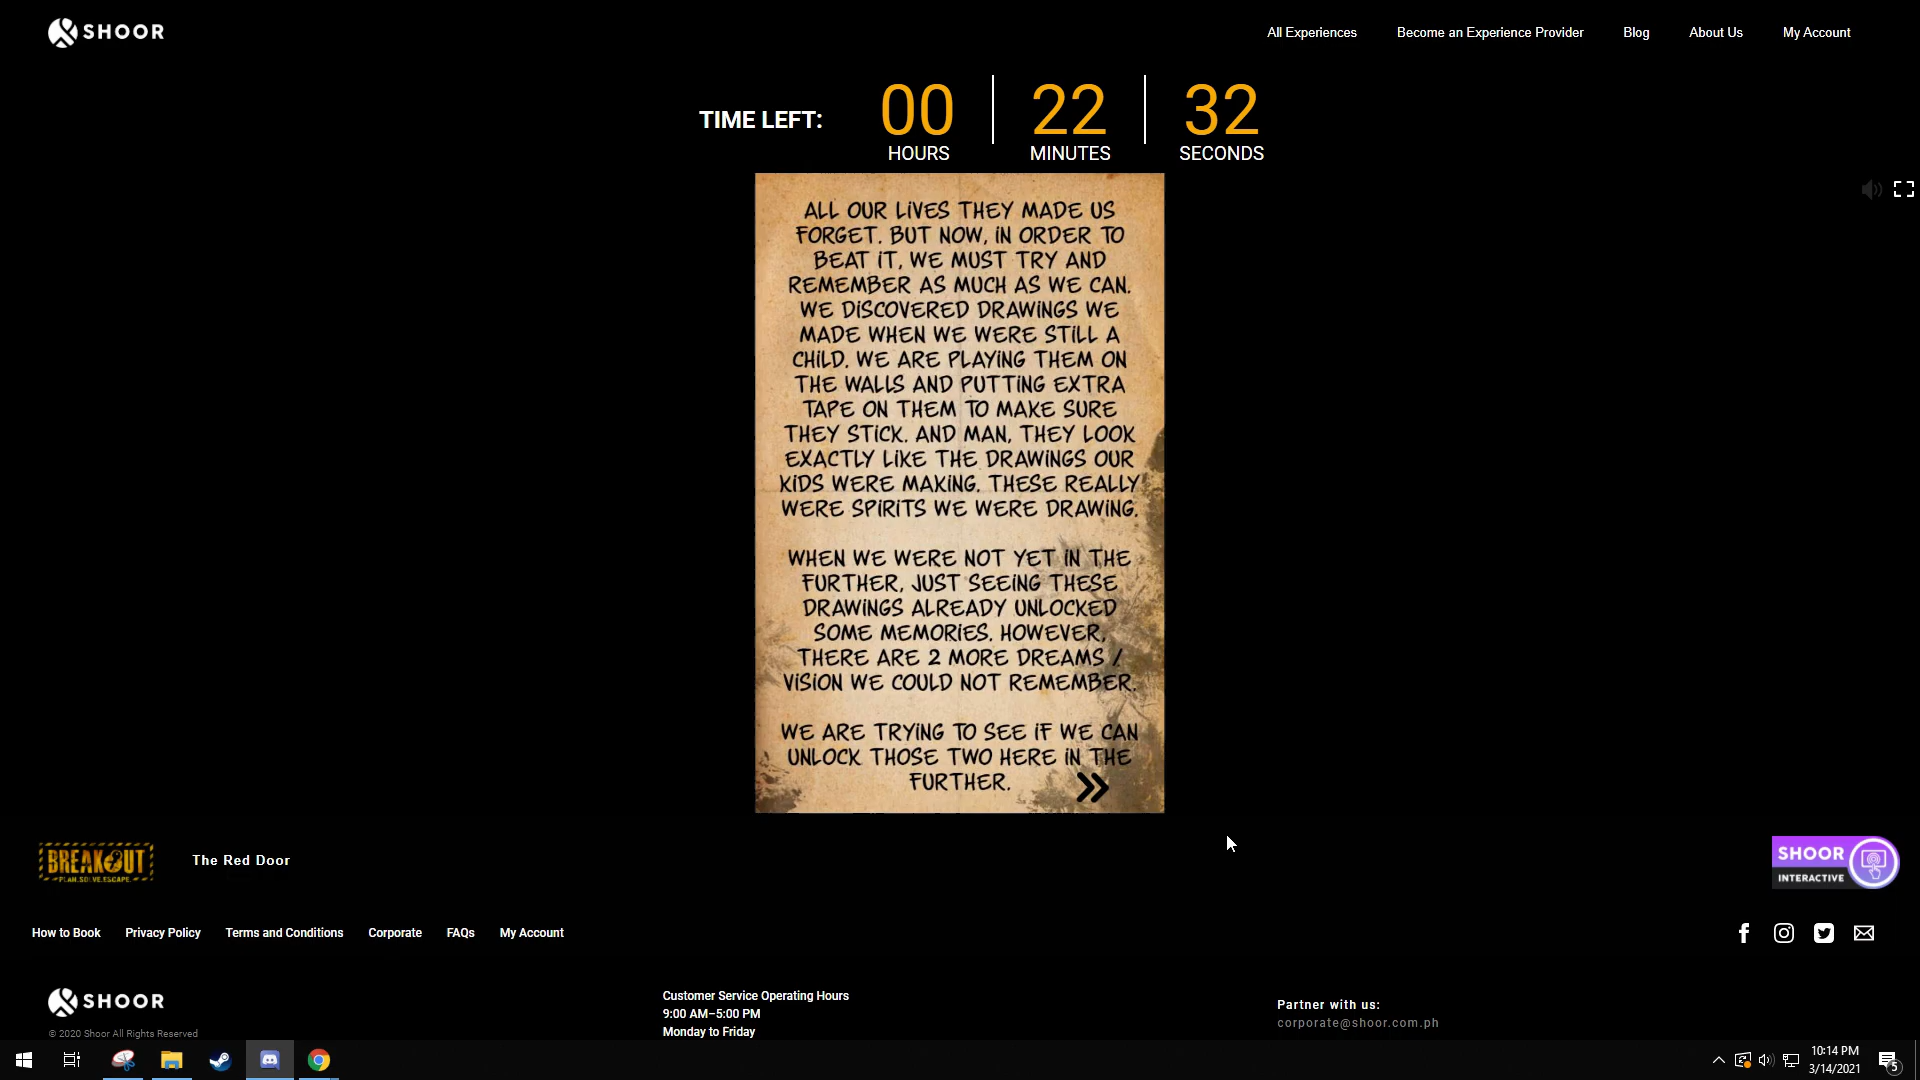 SHOOR
All Experiences
Become an Experience Provider
Blog
About Us
My Account
TIME LEFT:
00
22
32
HOURS
MINUTES
SECONDS
ALL OUR LIVES THEY MADE US
FORGET. BUT NOW, IN ORDER TO
BEAT IT, WE MUST TRY AND
REMEMBER AS MUCH AS WE CAN.
WE DISCOVERED DRAWINGS WE
MADE WHEN WE WERE STILL A
CHILD. WE ARE PLAYING THEM ON
THE WALLS AND PUTTING EXTRA
TAPE ON THEM TO MAKE SURE
THEY STICK. AND MAN, THEY LOOK
EXACTLY LIKE THE DRAWINGS OUR
KIDS WERE MAKING. THESE REALLY
WERE SPIRITS WE WERE DRAWING.
WHEN WE WERE NOT YET IN THE
FURTHER, JUST SEEING THESE
DRAWINGS ALREADY UNLOCKED
SOME MEMORIES. HOWEVER,
THERE ARE 2 MORE DREAMS /
VISION WE COULD NOT REMEMBER.
WE ARE TRYING TO SEE IF WE CAN
UNLOCK THOSE TWO HERE IN THE
FURTHER.
BREAKOUT
PLAN.SOLVE.ESCAPE.
The Red Door
SHOOR
INTERACTIVE
How to Book
Privacy Policy
Terms and Conditions
Corporate
FAQs
My Account
SHOOR
© 2020 Shoor All Rights Reserved
Customer Service Operating Hours
9:00 AM–5:00 PM
Monday to Friday
Partner with us:
corporate@shoor.com.ph
10:14 PM
3/14/2021
5